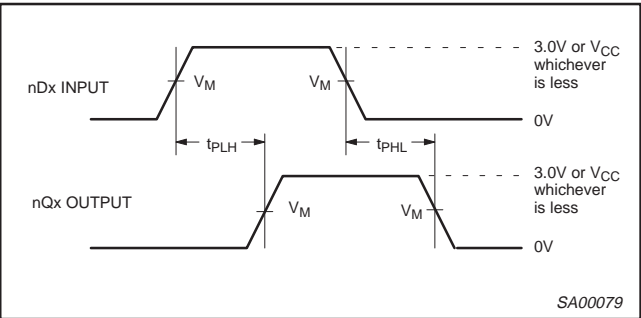 3.0V or VCC
whichever
is less
nDx INPUT
VM
VM
0V
tPLH
tPHL
3.0V or VCC
whichever
is less
nQx OUTPUT
VM
VM
0V
SA00079